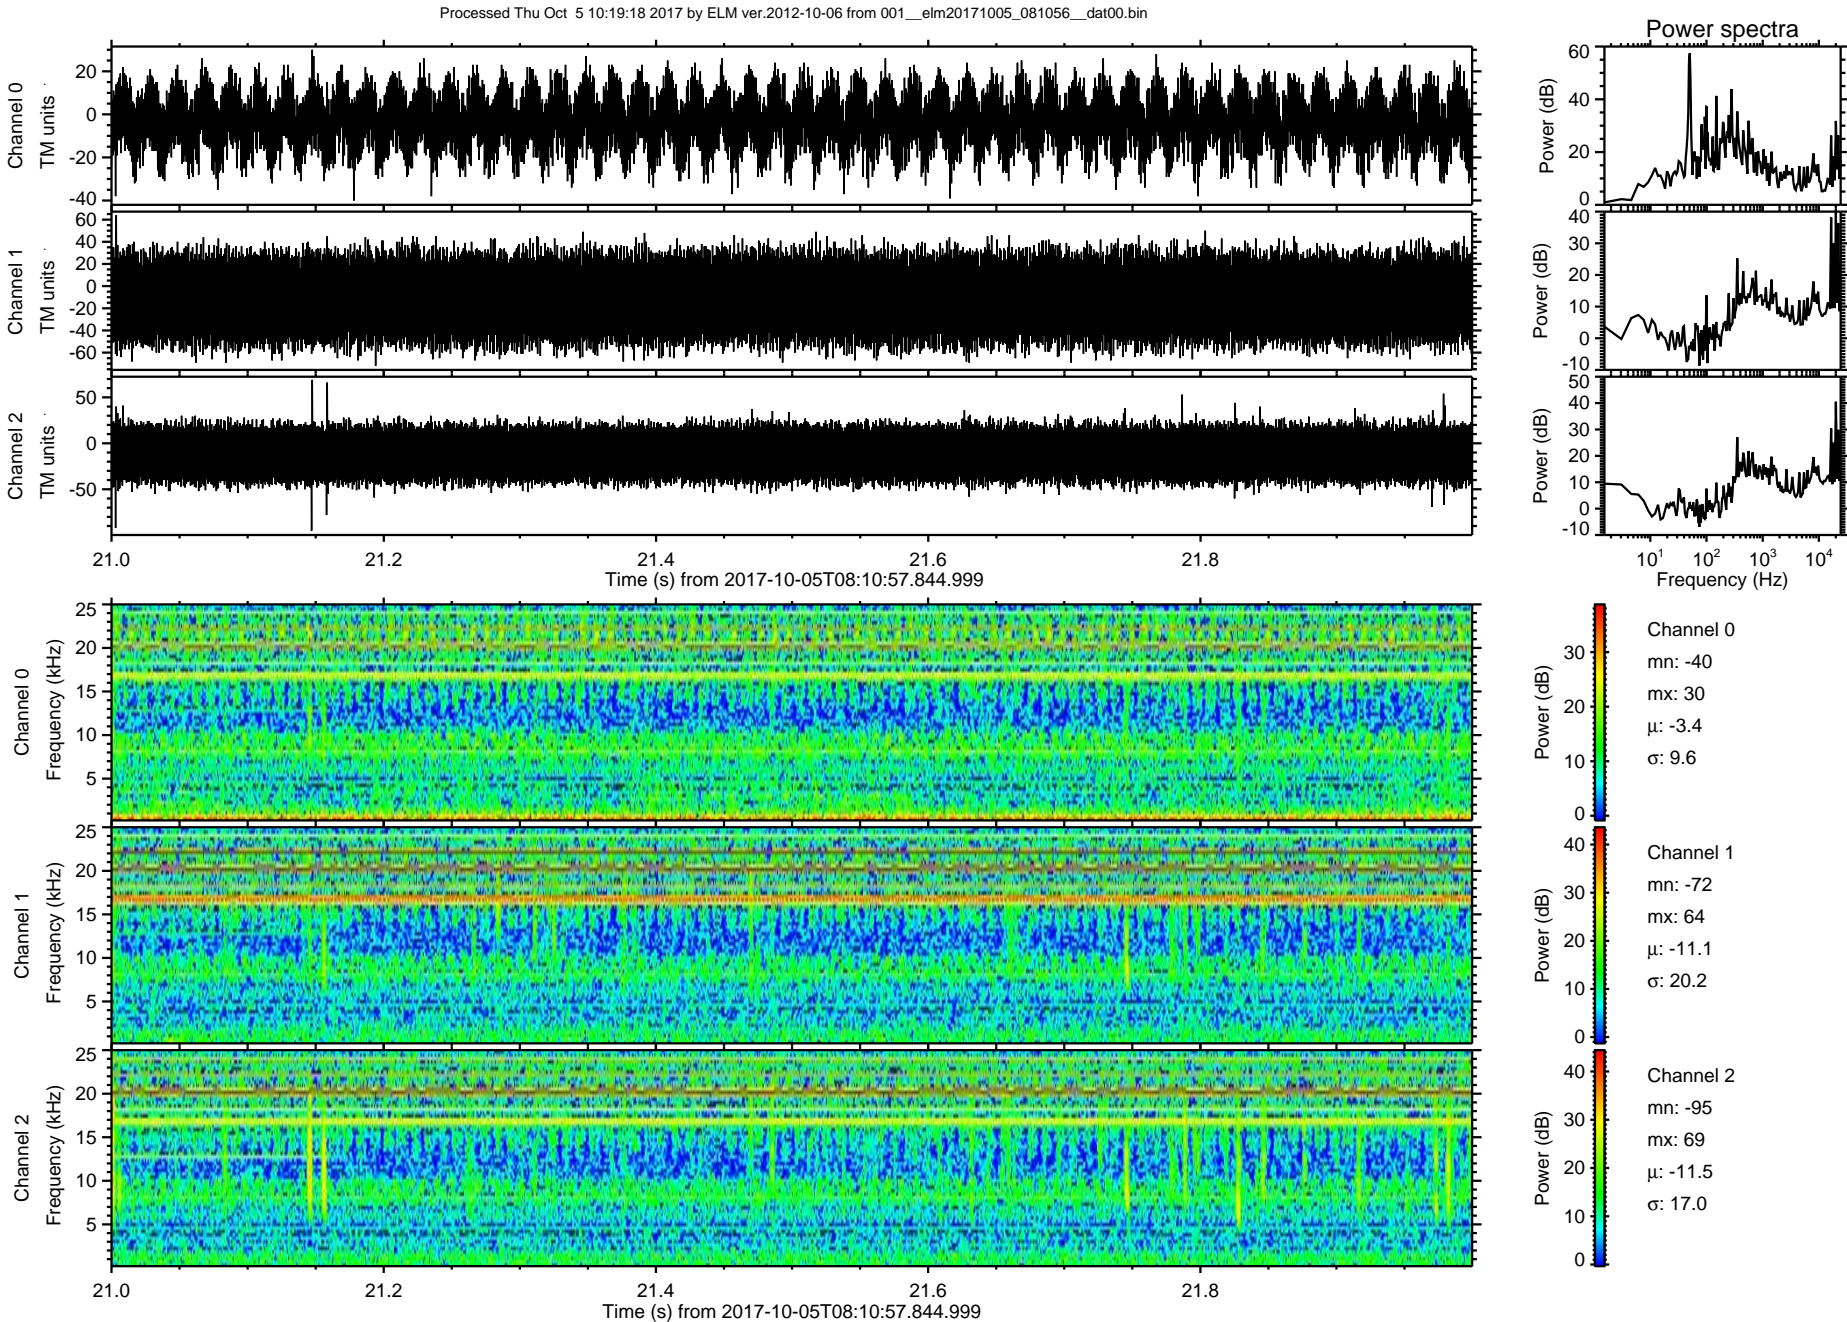 Processed Thu Oct  5 10:19:18 2017 by ELM ver.2012-10-06 from 001__elm20171005_081056__dat00.bin
Power spectra
Channel 0
TM units
20
0
-20
-40
Power (dB)
60
40
20
0
Channel 1
TM units
60
40
20
0
-20
-40
-60
Power (dB)
40
30
20
10
0
-10
Channel 2
TM units
50
0
-50
Power (dB)
50
40
30
20
10
0
-10
21.0 21.2 21.4 21.6 21.8
Time (s) from 2017-10-05T08:10:57.844.999
10^1 10^2 10^3 10^4
Frequency (Hz)
Channel 0
Frequency (kHz)
25
20
15
10
5
Power (dB)
30
20
10
0
Channel 0
mn: -40
mx: 30
μ: -3.4
σ: 9.6
Channel 1
Frequency (kHz)
25
20
15
10
5
Power (dB)
40
30
20
10
0
Channel 1
mn: -72
mx: 64
μ: -11.1
σ: 20.2
Channel 2
Frequency (kHz)
25
20
15
10
5
Power (dB)
40
30
20
10
0
Channel 2
mn: -95
mx: 69
μ: -11.5
σ: 17.0
21.0 21.2 21.4 21.6 21.8
Time (s) from 2017-10-05T08:10:57.844.999